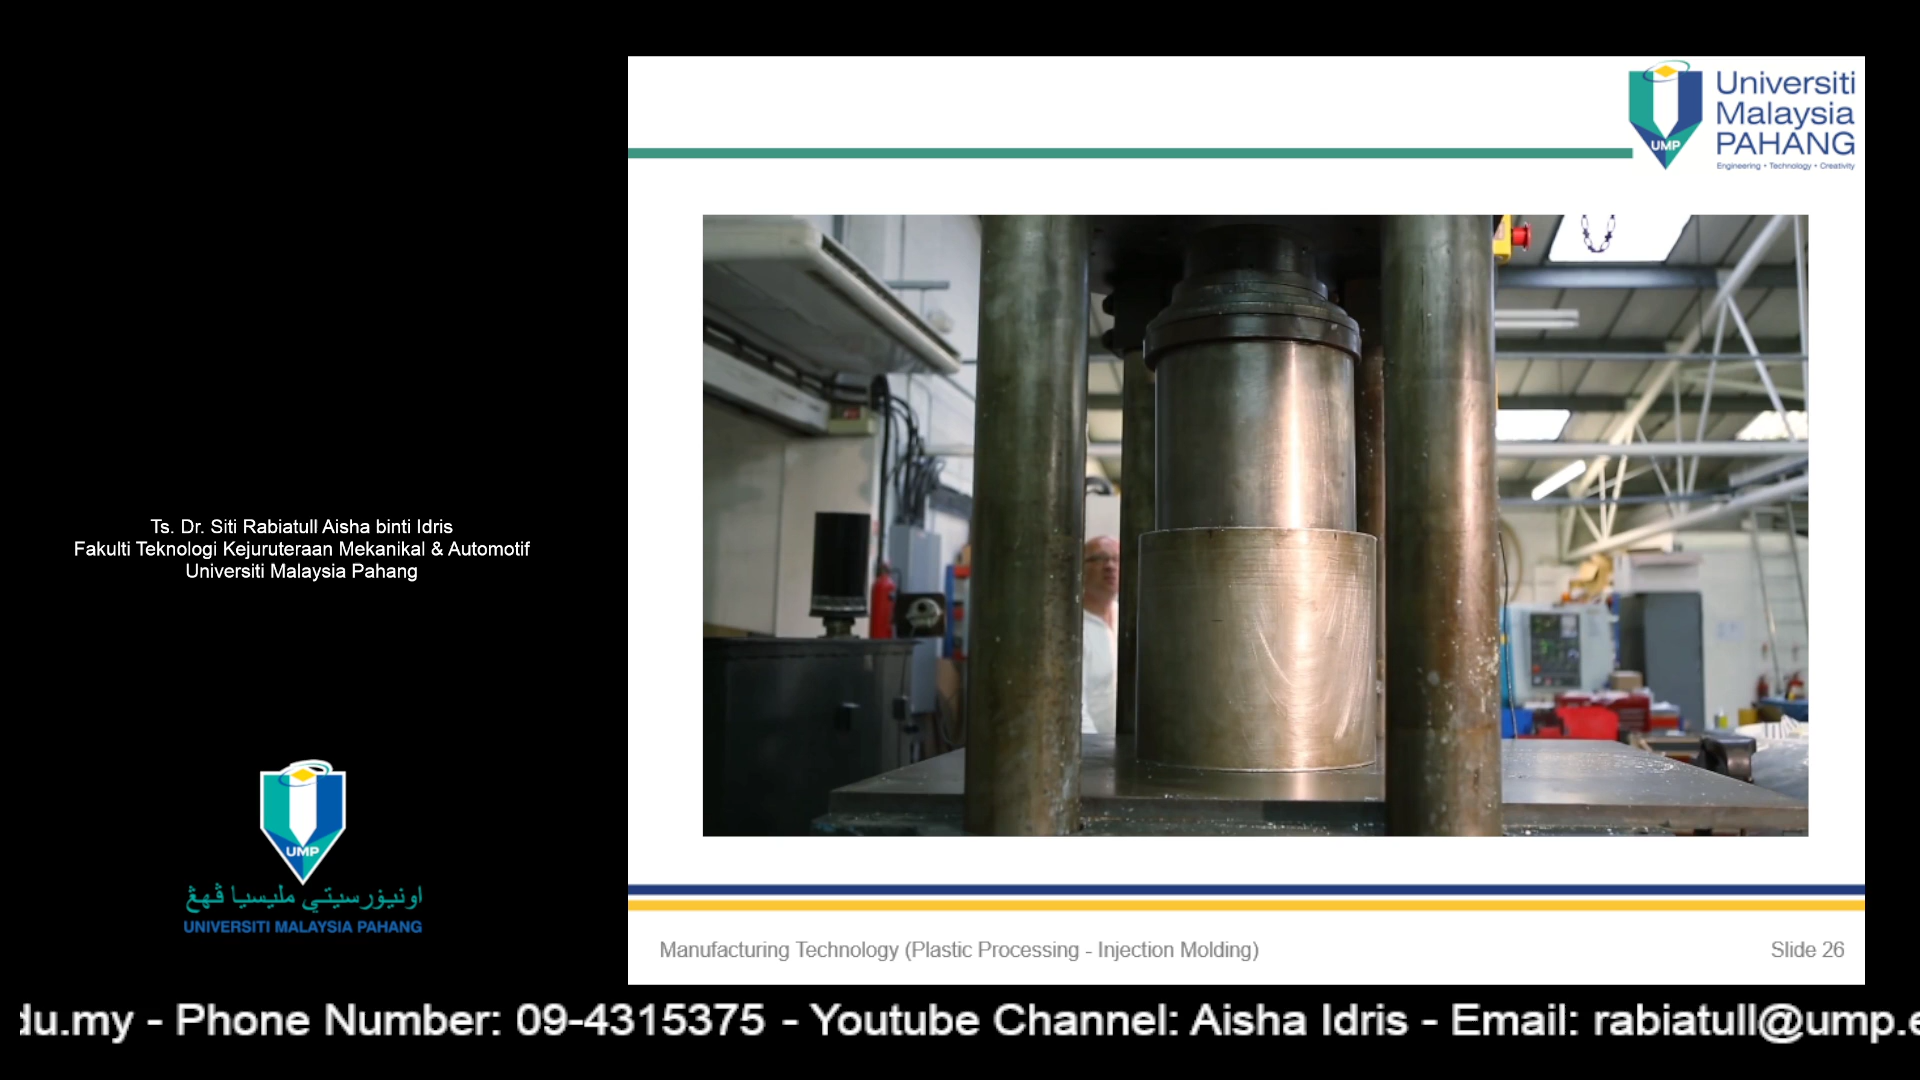 Universiti
Malaysia
PAHANG
UMP
Engineering • Technology • Creativity
Ts. Dr. Siti Rabiatull Aisha binti Idris
Fakulti Teknologi Kejuruteraan Mekanikal & Automotif
Universiti Malaysia Pahang
UMP
اونيۏرسيتي مليسيا ڤهڠ
UNIVERSITI MALAYSIA PAHANG
Manufacturing Technology (Plastic Processing - Injection Molding)
Slide 26
du.my - Phone Number: 09-4315375 - Youtube Channel: Aisha Idris - Email: rabiatull@ump.e